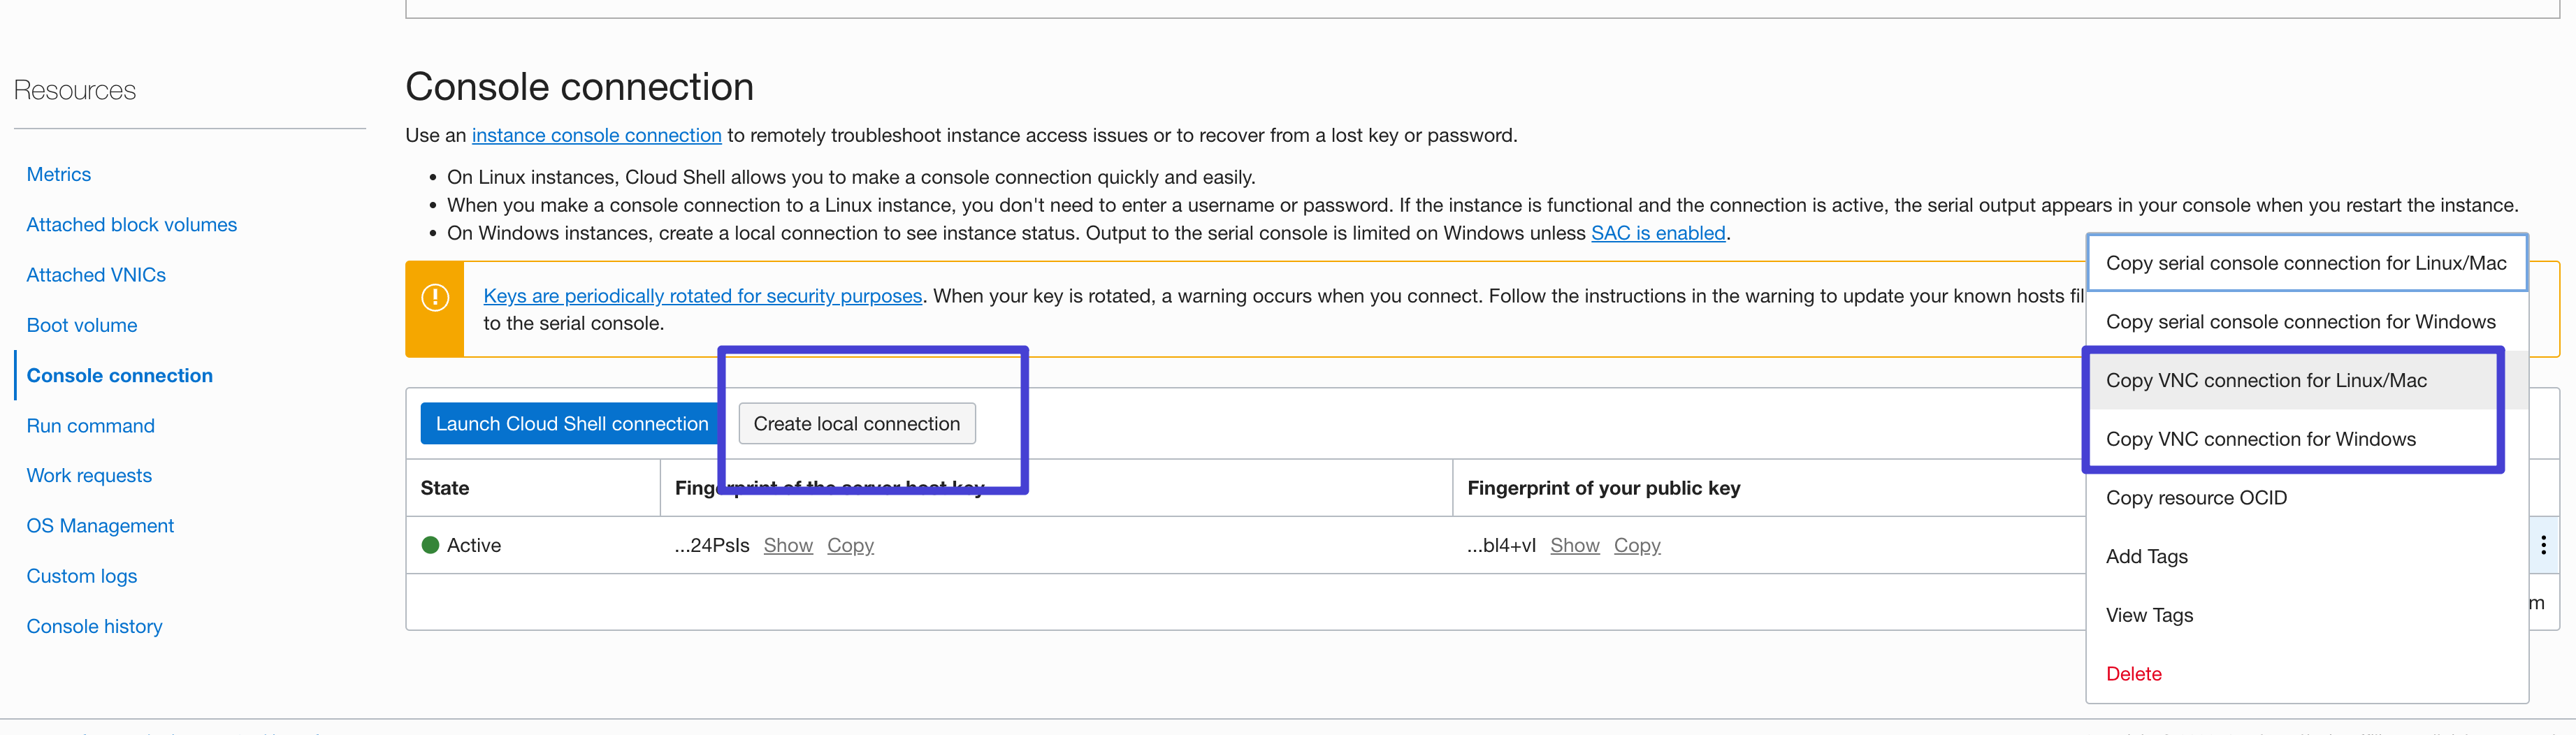 Resources
Metrics
Attached block volumes
Attached VNICs
Boot volume
Console connection
Run command
Work requests
OS Management
Custom logs
Console history
Console connection
Use an instance console connection to remotely troubleshoot instance access issues or to recover from a lost key or password.
• On Linux instances, Cloud Shell allows you to make a console connection quickly and easily.
• When you make a console connection to a Linux instance, you don't need to enter a username or password. If the instance is functional and the connection is active, the serial output appears in your console when you restart the instance.
• On Windows instances, create a local connection to see instance status. Output to the serial console is limited on Windows unless SAC is enabled.
Keys are periodically rotated for security purposes. When your key is rotated, a warning occurs when you connect. Follow the instructions in the warning to update your known hosts fil
to the serial console.
Launch Cloud Shell connection Create local connection
State Fingerprint of the server host key Fingerprint of your public key
Active ...24PsIs Show Copy ...bl4+vI Show Copy
m
Copy serial console connection for Linux/Mac
Copy serial console connection for Windows
Copy VNC connection for Linux/Mac
Copy VNC connection for Windows
Copy resource OCID
Add Tags
View Tags
Delete